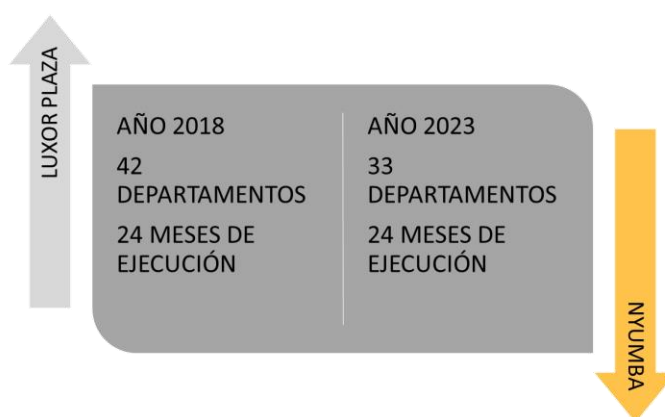 LUXOR PLAZA
AÑO 2018
42
DEPARTAMENTOS
24 MESES DE
EJECUCIÓN
AÑO 2023
33
DEPARTAMENTOS
24 MESES DE
EJECUCIÓN
NYUMBA